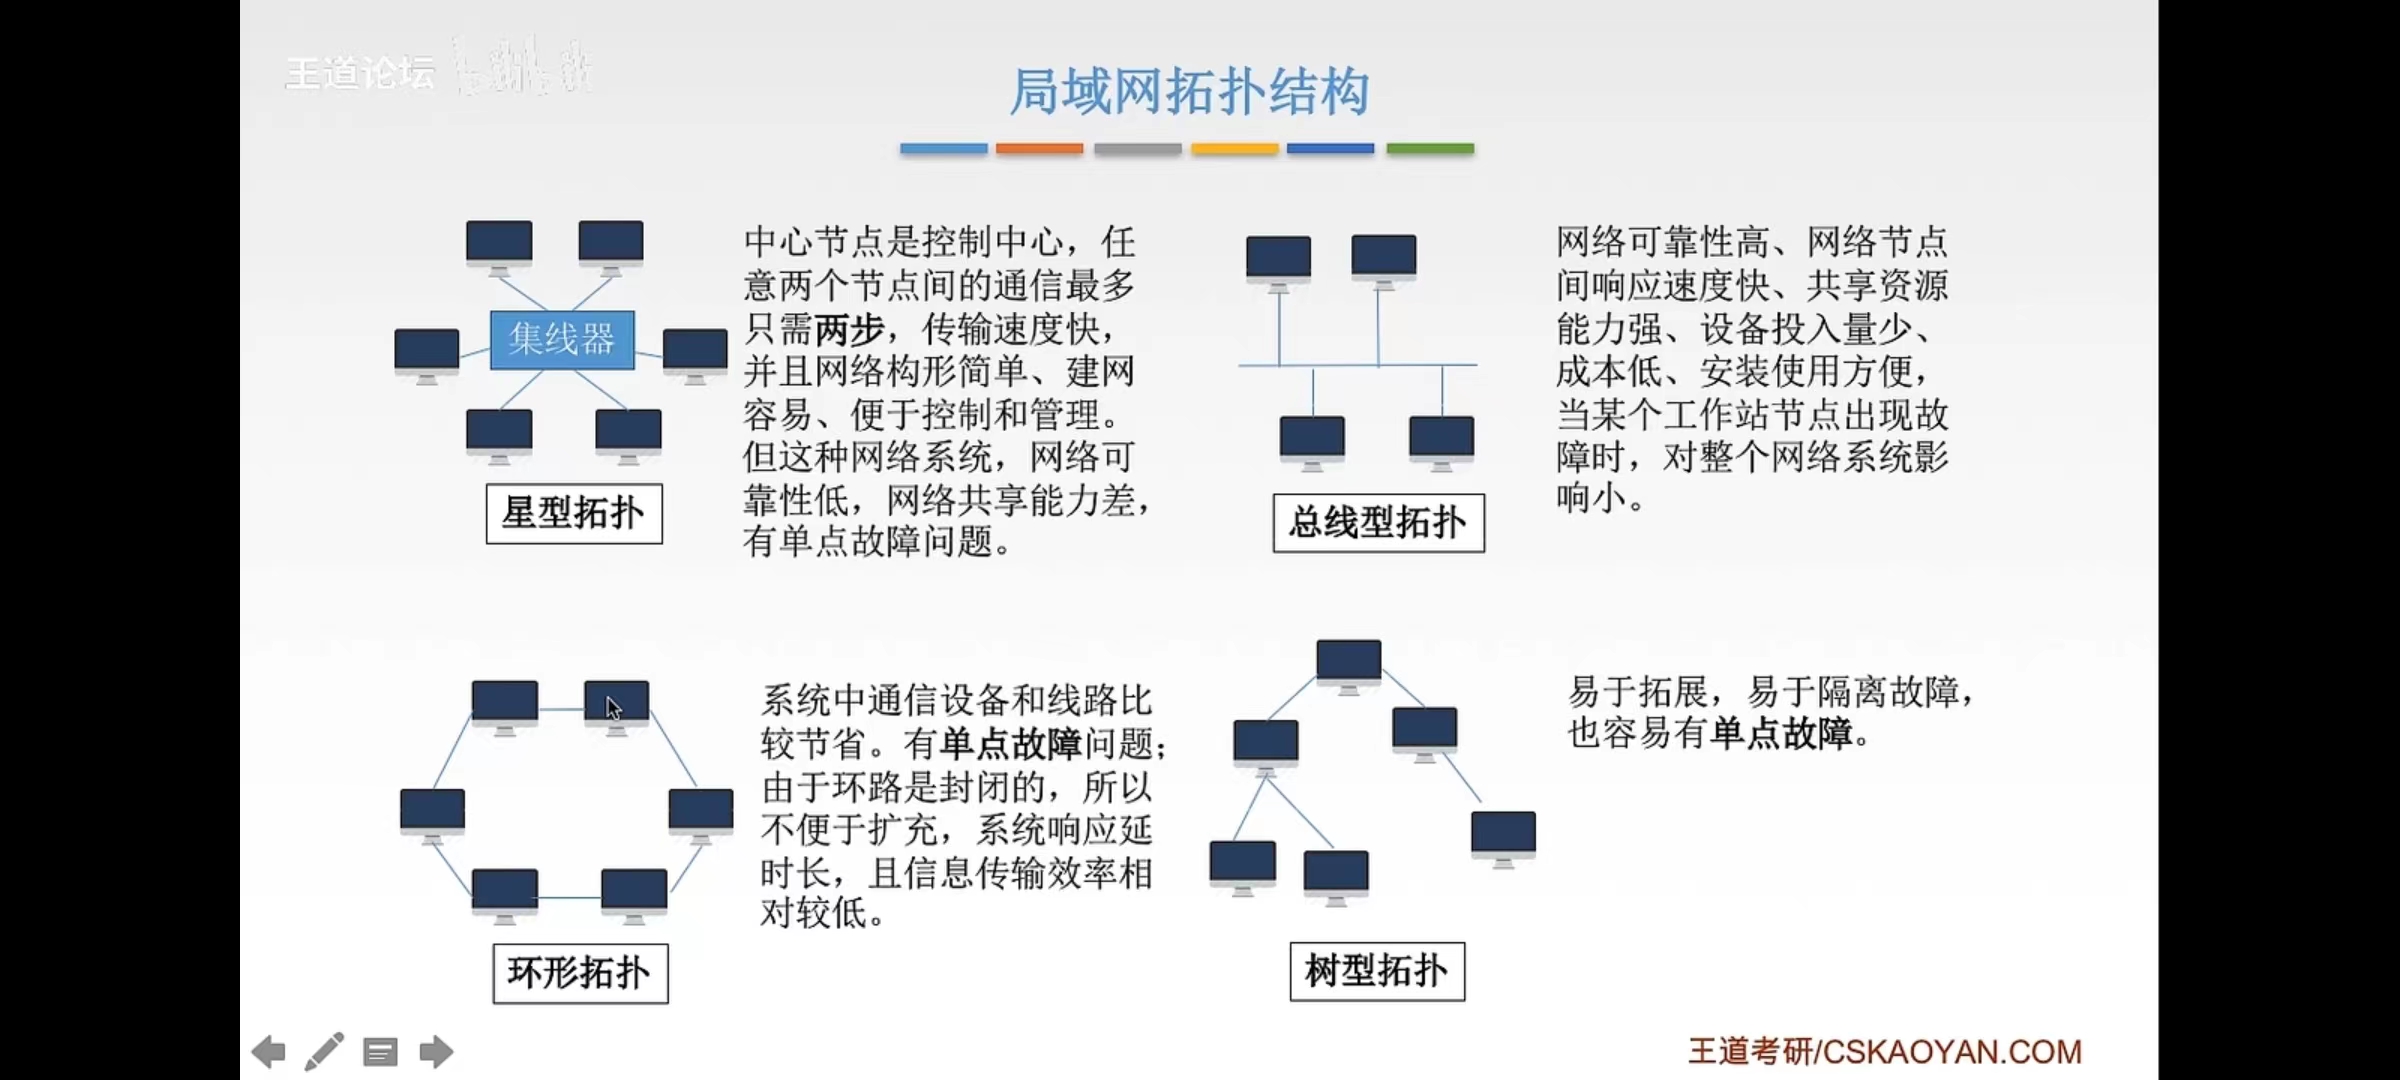 王道论坛
局域网拓扑结构
集线器
星型拓扑
中心节点是控制中心，任
意两个节点间的通信最多
只需两步，传输速度快，
并且网络构形简单、建网
容易、便于控制和管理。
但这种网络系统，网络可
靠性低，网络共享能力差，
有单点故障问题。
总线型拓扑
网络可靠性高、网络节点
间响应速度快、共享资源
能力强、设备投入量少、
成本低、安装使用方便，
当某个工作站节点出现故
障时，对整个网络系统影
响小。
环形拓扑
系统中通信设备和线路比
较节省。有单点故障问题；
由于环路是封闭的，所以
不便于扩充，系统响应延
时长，且信息传输效率相
对较低。
树型拓扑
易于拓展，易于隔离故障，
也容易有单点故障。
王道考研/CSKAOYAN.COM